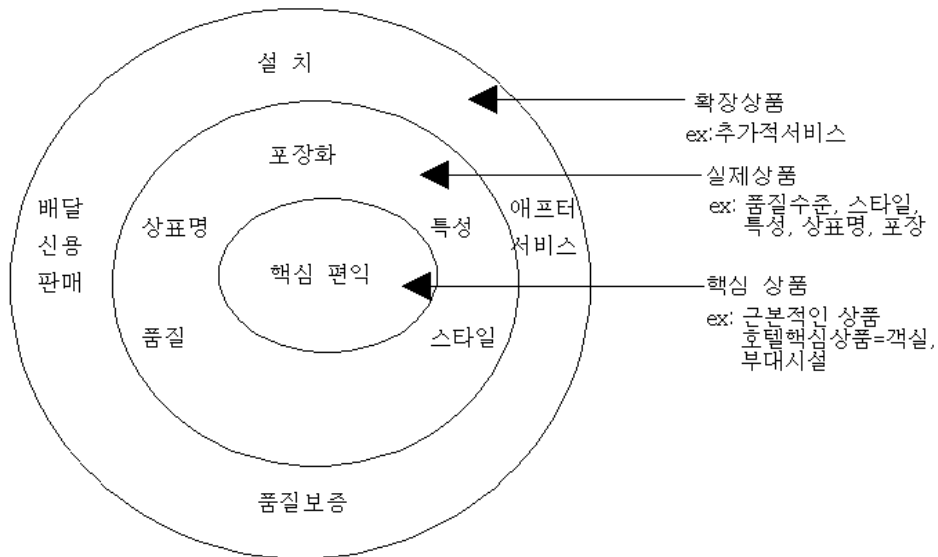 설 치
확장상품
ex:추가적서비스
포장화
실제상품
ex: 품질수준, 스타일,
특성, 상표명, 포장
배달
신용
판매
상표명
특성
애프터
서비스
핵심 편익
핵심 상품
ex: 근본적인 상품
호텔핵심상품=객실,
부대시설
품질
스타일
품질보증